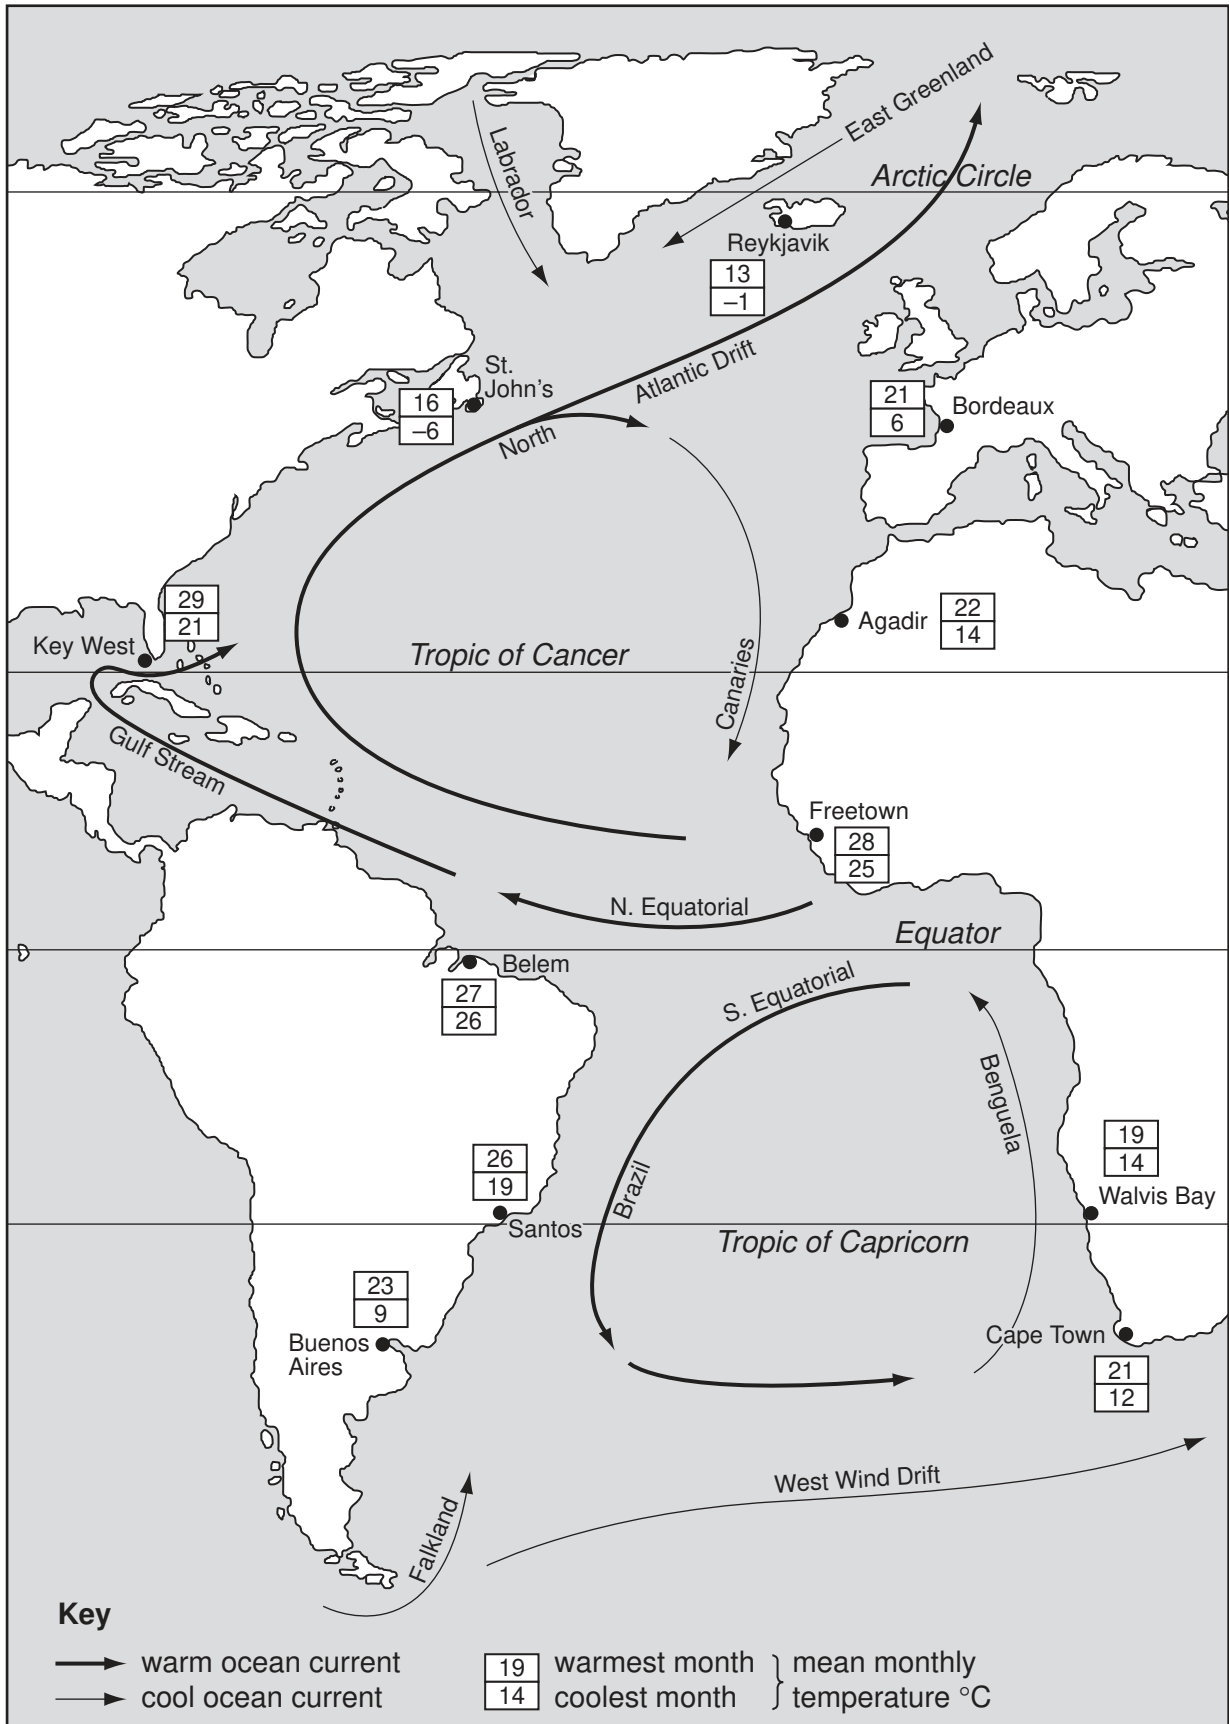 East Greenland
Labrador
Arctic Circle
Reykjavik
13
–1
St.
John's
16
–6
North
Atlantic Drift
21
6
Bordeaux
29
21
Key West
Tropic of Cancer
Canaries
Agadir
22
14
Gulf Stream
Freetown
28
25
N. Equatorial
Equator
Belem
27
26
S. Equatorial
Benguela
19
14
Walvis Bay
26
19
Santos
Brazil
Tropic of Capricorn
23
9
Buenos
Aires
Cape Town
21
12
West Wind Drift
Falkland
Key
warm ocean current
cool ocean current
19
14
warmest month
coolest month
mean monthly
temperature °C